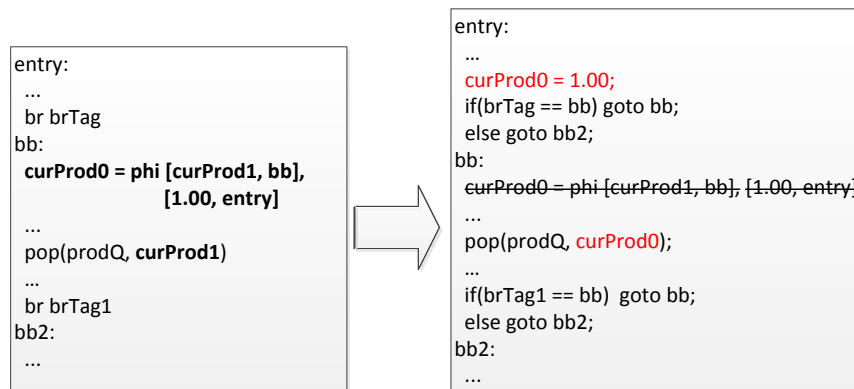 entry:
...
br brTag
bb:
curProd0 = phi [curProd1, bb],
[1.00, entry]
...
pop(prodQ, curProd1)
...
br brTag1
bb2:
...
entry:
...
curProd0 = 1.00;
if(brTag == bb) goto bb;
else goto bb2;
bb:
curProd0 = phi [curProd1, bb], [1.00, entry]
...
pop(prodQ, curProd0);
...
if(brTag1 == bb)  goto bb;
else goto bb2;
bb2:
...